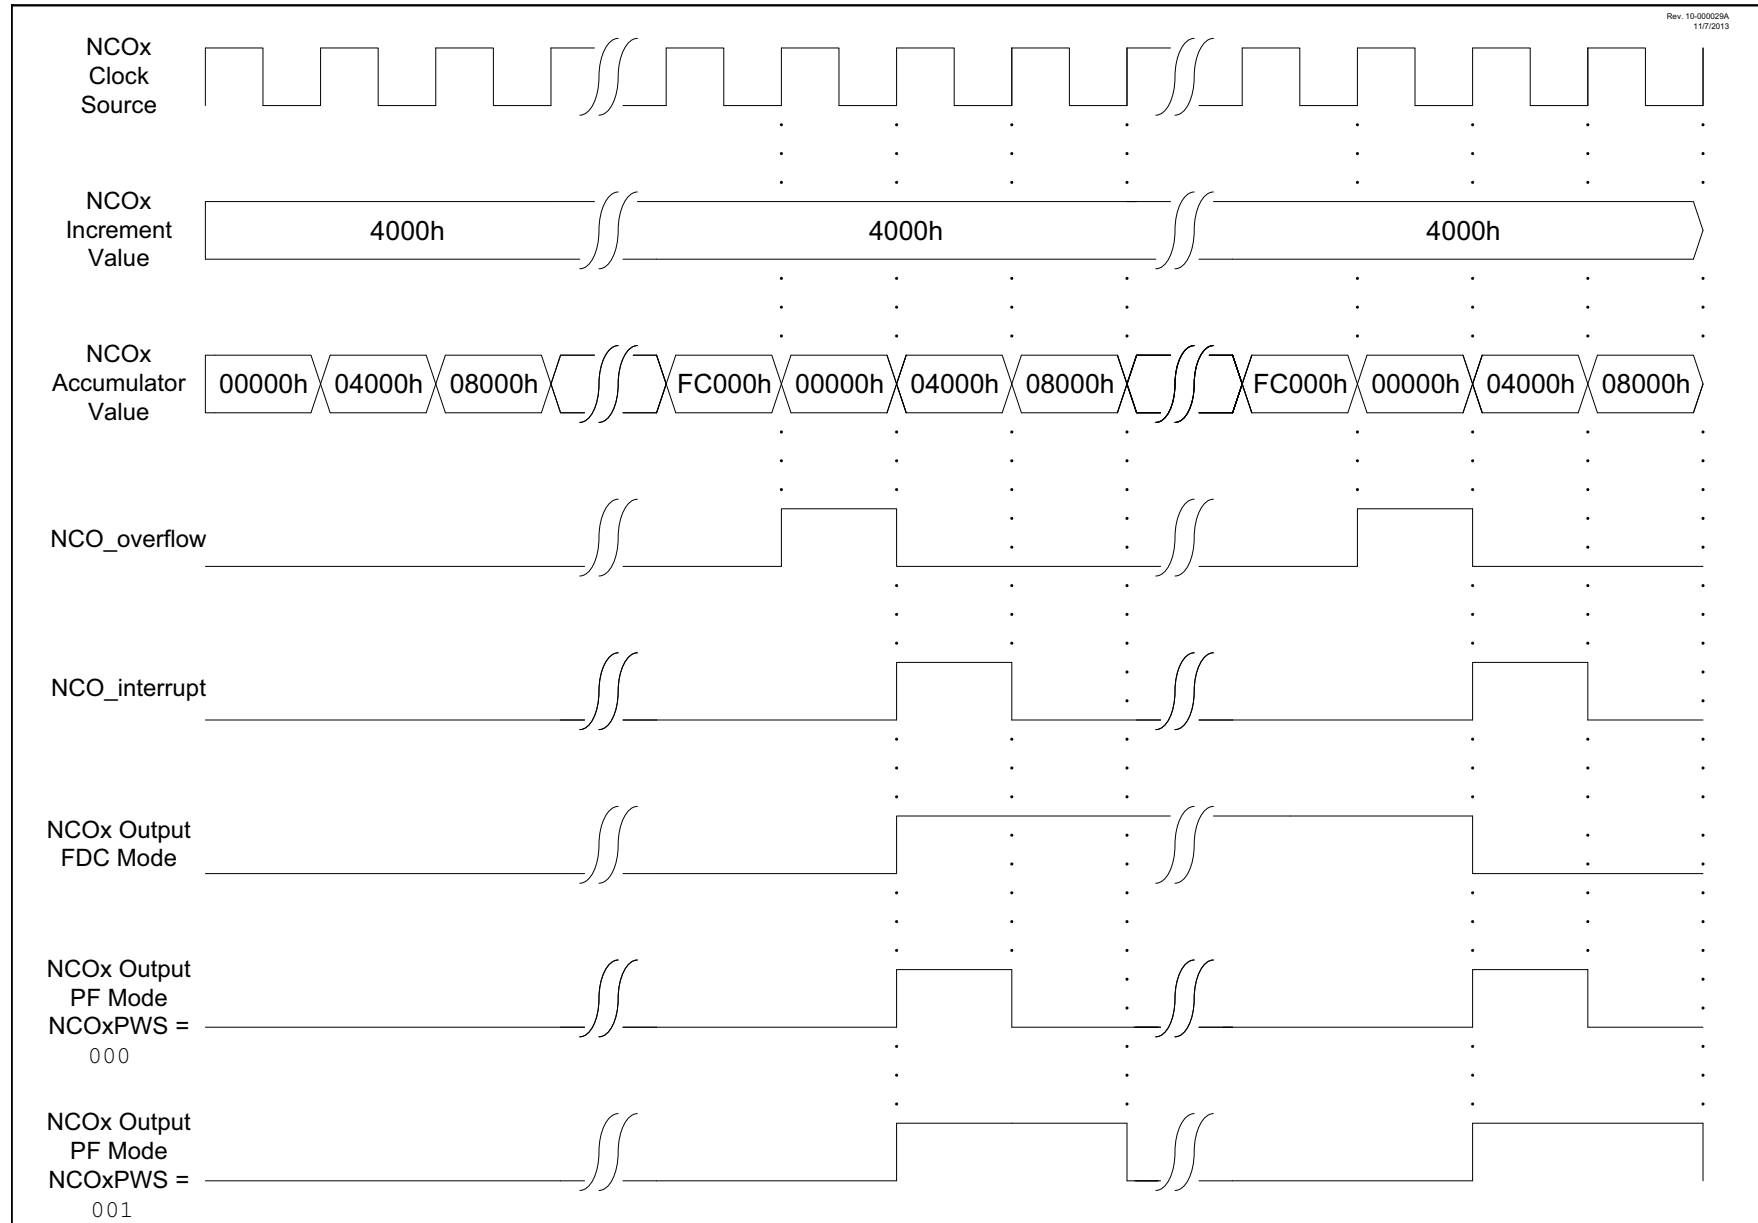 Rev. 10-000029A
11/7/2013
NCOx
Clock
Source
NCOx
Increment
Value
4000h
4000h
4000h
NCOx
Accumulator
Value
00000h
04000h
08000h
FC000h
00000h
04000h
08000h
FC000h
00000h
04000h
08000h
NCO_overflow
NCO_interrupt
NCOx Output
FDC Mode
NCOx Output
PF Mode
NCOxPWS =
000
NCOx Output
PF Mode
NCOxPWS =
001